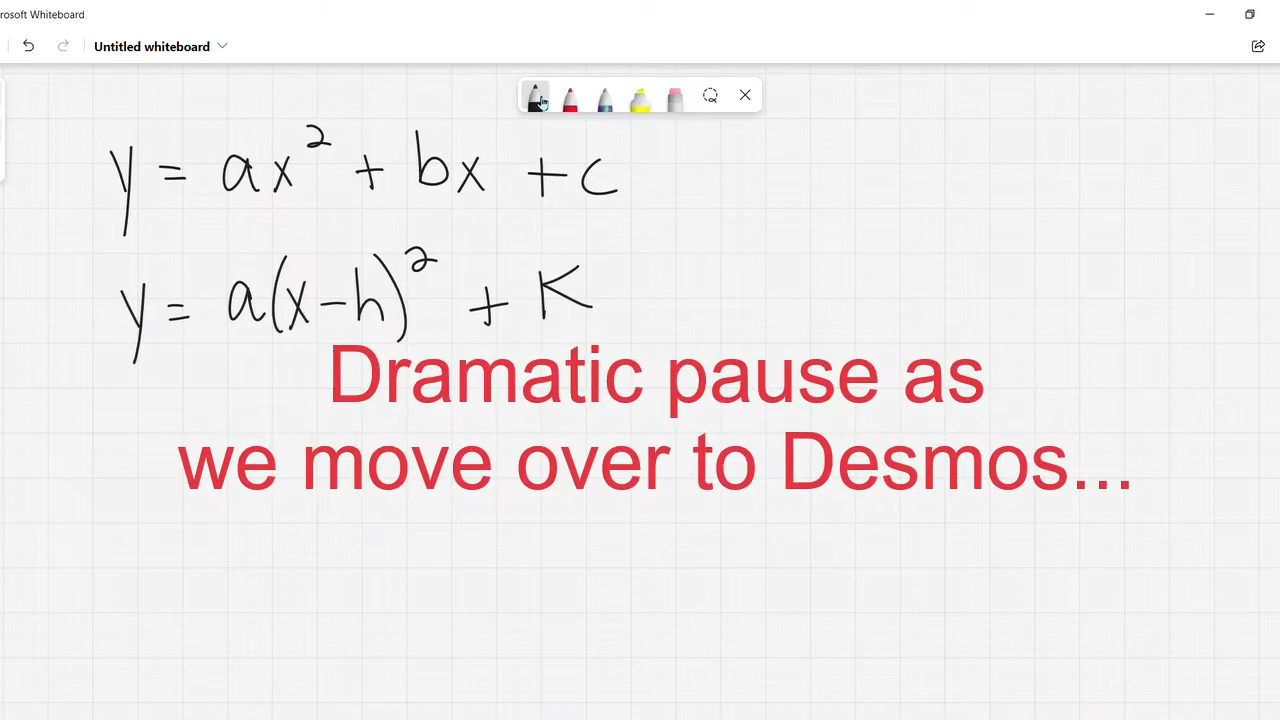 rosoft Whiteboard
Untitled whiteboard
y = ax² + bx + c
y = a(x-h)² + K
Dramatic pause as
we move over to Desmos...